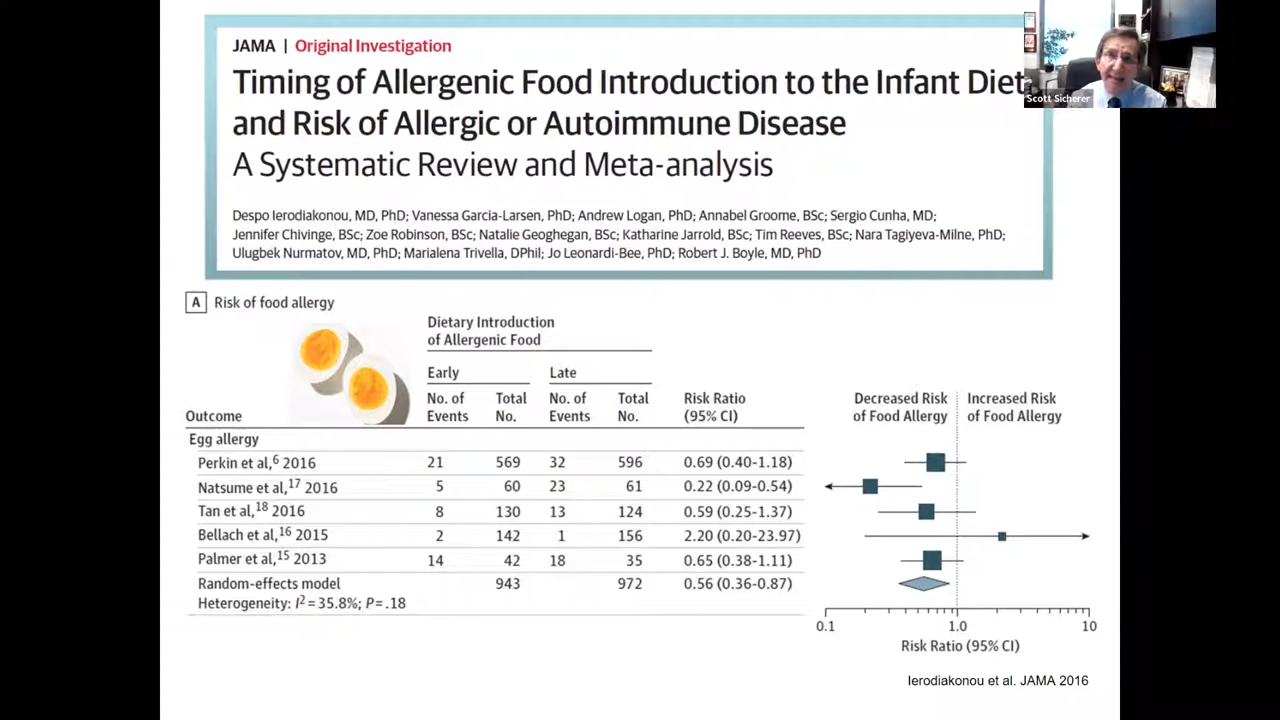 JAMA | Original Investigation
Timing of Allergenic Food Introduction to the Infant Diet
and Risk of Allergic or Autoimmune Disease
A Systematic Review and Meta-analysis
Scott Sicherer
Despo Ierodiakonou, MD, PhD; Vanessa Garcia-Larsen, PhD; Andrew Logan, PhD; Annabel Groome, BSc; Sergio Cunha, MD;
Jennifer Chivinge, BSc; Zoe Robinson, BSc; Natalie Geoghegan, BSc; Katharine Jarrold, BSc; Tim Reeves, BSc; Nara Tagiyeva-Milne, PhD;
Ulugbek Nurmatov, MD, PhD; Marialena Trivella, DPhil; Jo Leonardi-Bee, PhD; Robert J. Boyle, MD, PhD
A Risk of food allergy
Dietary Introduction
of Allergenic Food
Early Late
No. of Total No. of Total Risk Ratio Decreased Risk Increased Risk
Outcome Events No. Events No. (95% CI) of Food Allergy of Food Allergy
Egg allergy
Perkin et al,6 2016 21 569 32 596 0.69 (0.40-1.18)
Natsume et al,17 2016 5 60 23 61 0.22 (0.09-0.54)
Tan et al,18 2016 8 130 13 124 0.59 (0.25-1.37)
Bellach et al,16 2015 2 142 1 156 2.20 (0.20-23.97)
Palmer et al,15 2013 14 42 18 35 0.65 (0.38-1.11)
Random-effects model 943 972 0.56 (0.36-0.87)
Heterogeneity: I2 = 35.8%; P = .18
0.1 1.0 10
Risk Ratio (95% CI)
Ierodiakonou et al. JAMA 2016